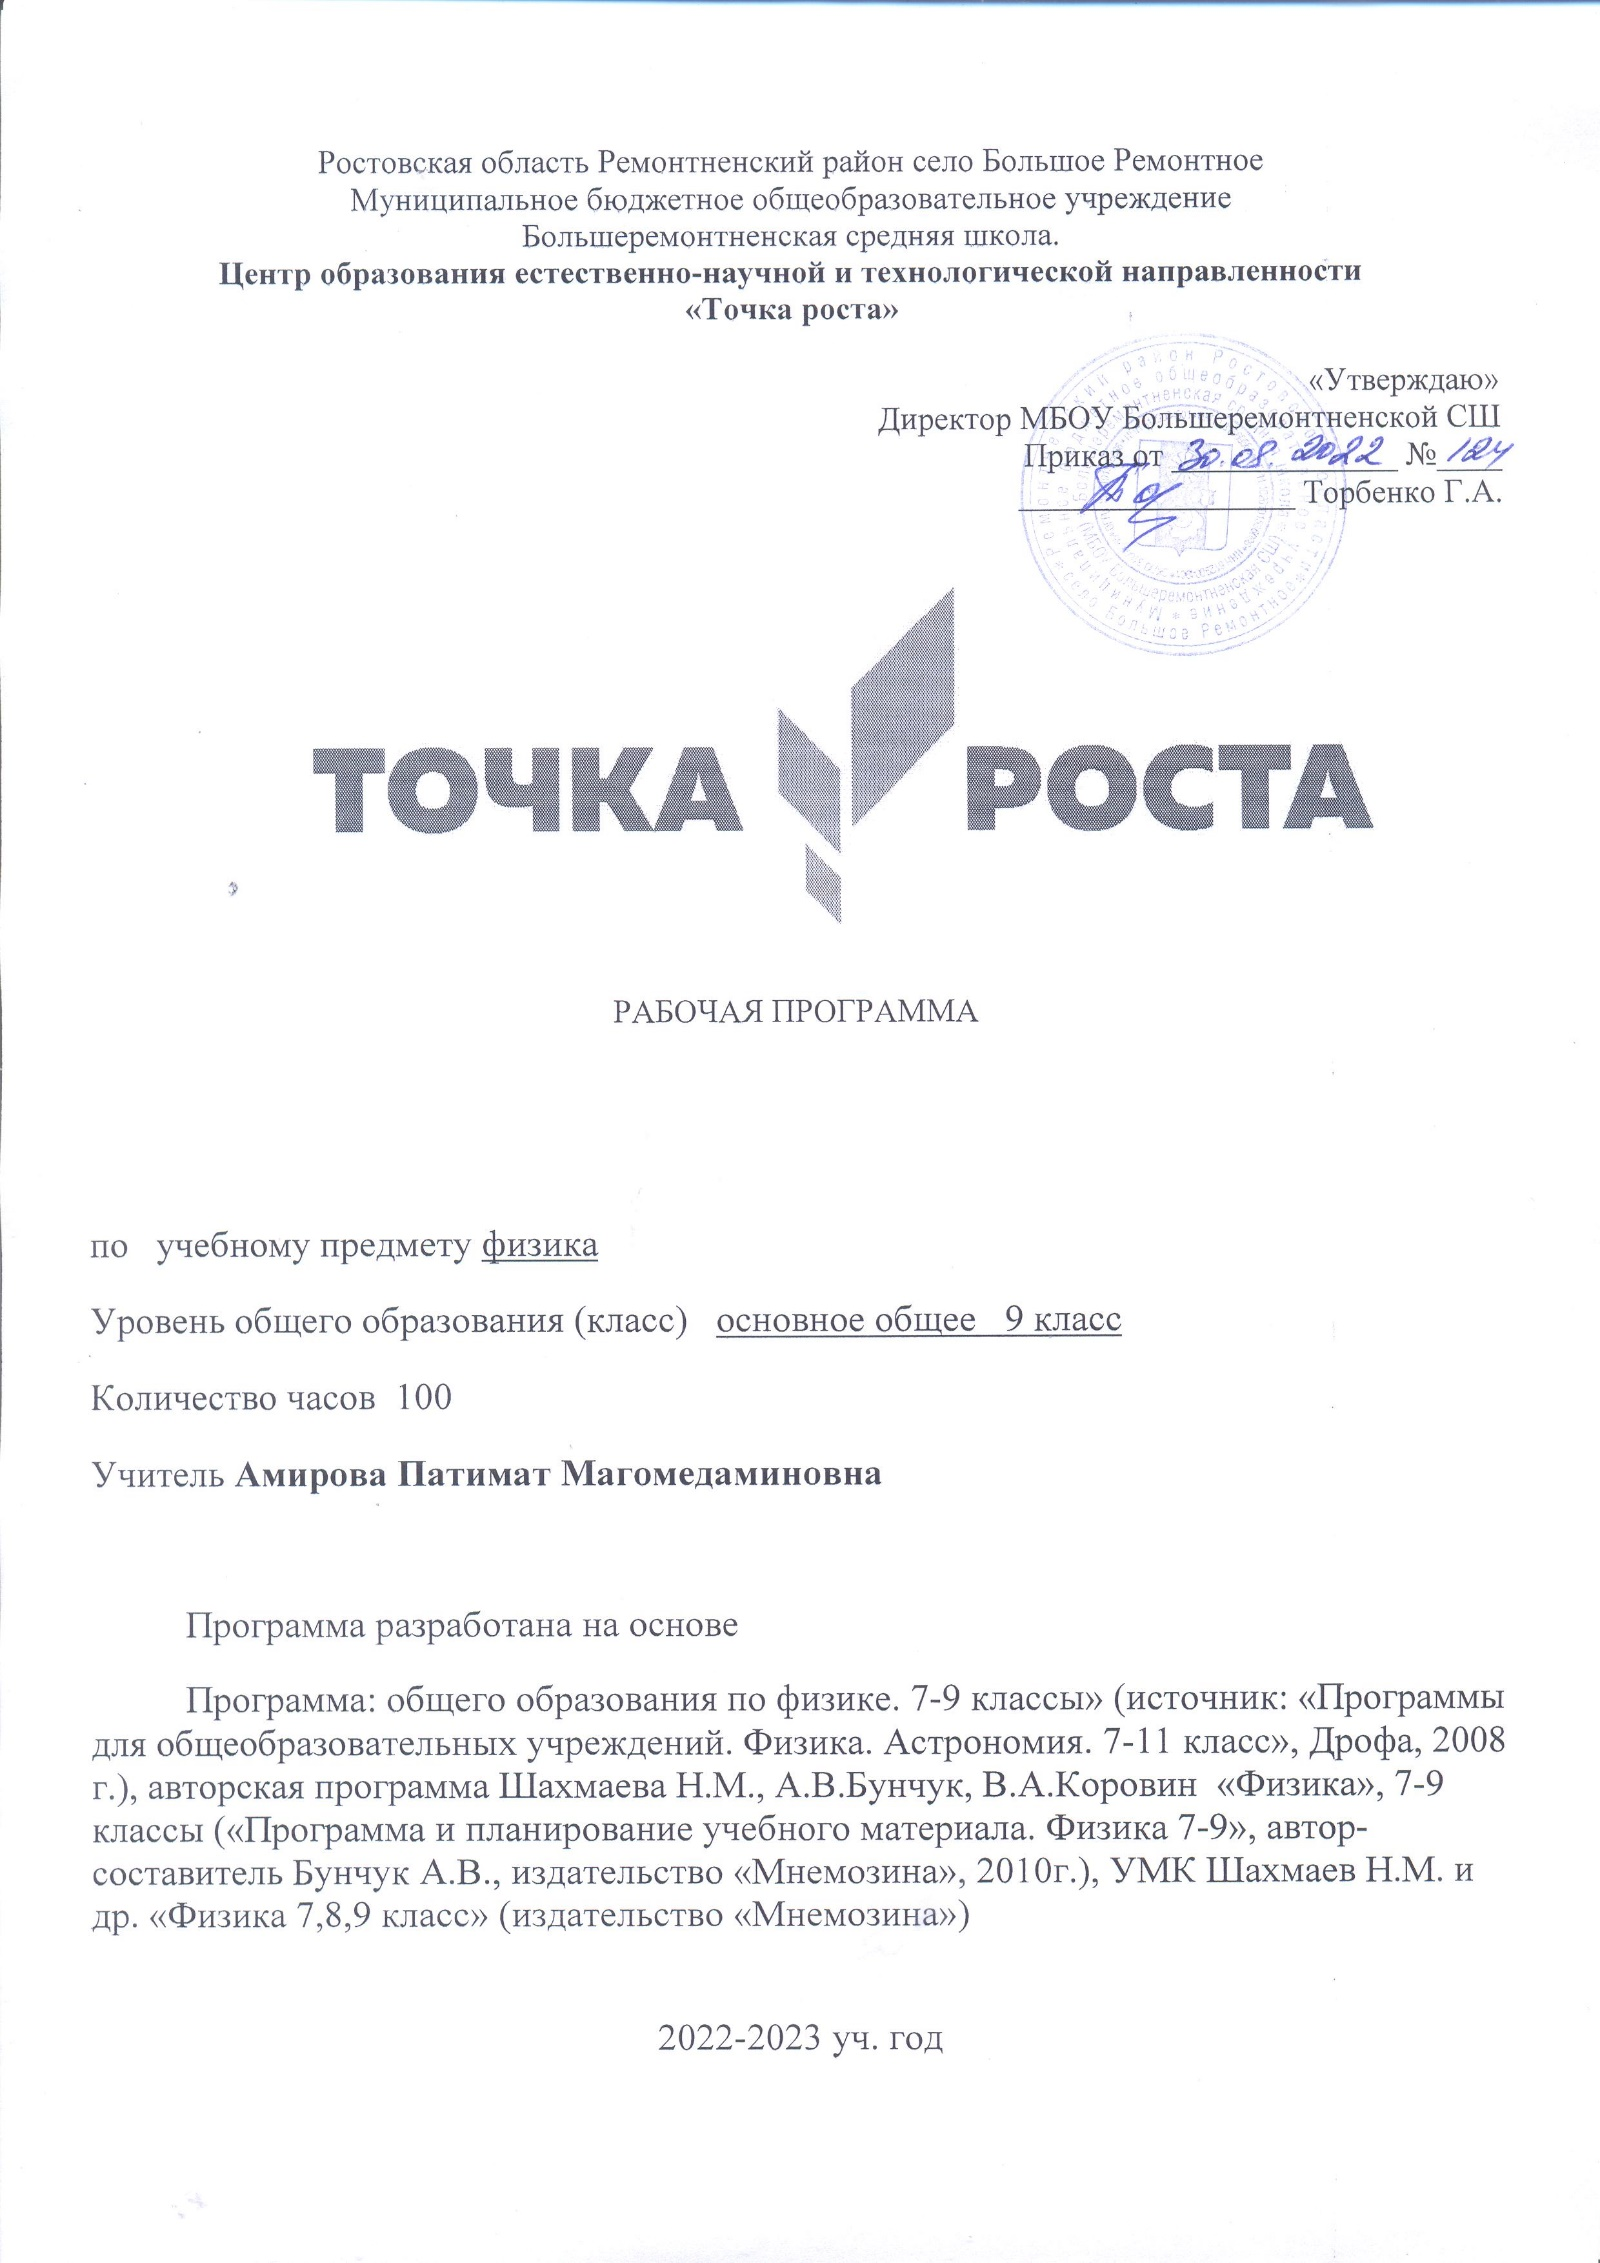 Ростовская область Ремонтненский район село Большое Ремонтное
Муниципальное бюджетное общеобразовательное учреждение
Большеремонтненская средняя школа.
Центр образования естественно-научной и технологической направленности
«Точка роста»
«Утверждаю»
Директор МБОУ Большеремонтненской СШ
Приказ от 30.08.2022 № 124
Торбенко Г.А.
ТОЧКА РОСТА
РАБОЧАЯ ПРОГРАММА
по учебному предмету физика
Уровень общего образования (класс) основное общее 9 класс
Количество часов 100
Учитель Амирова Патимат Магомедаминовна
Программа разработана на основе
Программа: общего образования по физике. 7-9 классы» (источник: «Программы
для общеобразовательных учреждений. Физика. Астрономия. 7-11 класс», Дрофа, 2008
г.), авторская программа Шахмаева Н.М., А.В.Бунчук, В.А.Коровин «Физика», 7-9
классы («Программа и планирование учебного материала. Физика 7-9», автор-
составитель Бунчук А.В., издательство «Мнемозина», 2010г.), УМК Шахмаев Н.М. и
др. «Физика 7,8,9 класс» (издательство «Мнемозина»)
2022-2023 уч. год